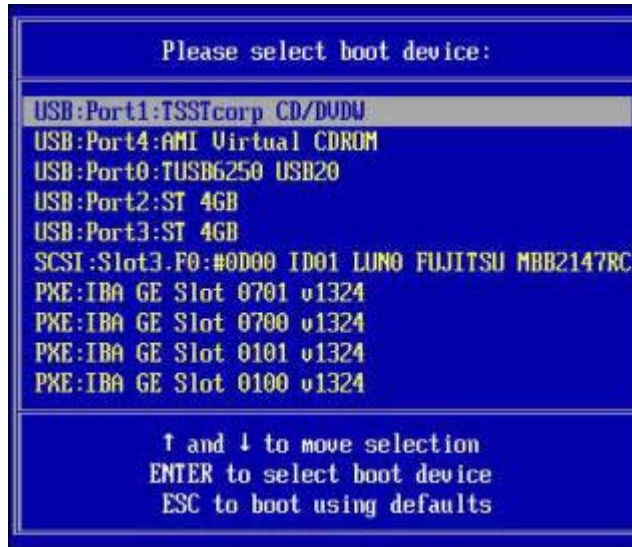 Please select boot device:
USB:Port1:TSSTcorp CD/DVDW
USB:Port4:AMI Virtual CDROM
USB:Port0:TUSB6250 USB20
USB:Port2:ST 4GB
USB:Port3:ST 4GB
SCSI:Slot3.F0:#0D00 ID01 LUN0 FUJITSU MBB2147RC
PXE:IBA GE Slot 0701 v1324
PXE:IBA GE Slot 0700 v1324
PXE:IBA GE Slot 0101 v1324
PXE:IBA GE Slot 0100 v1324
↑ and ↓ to move selection
ENTER to select boot device
ESC to boot using defaults